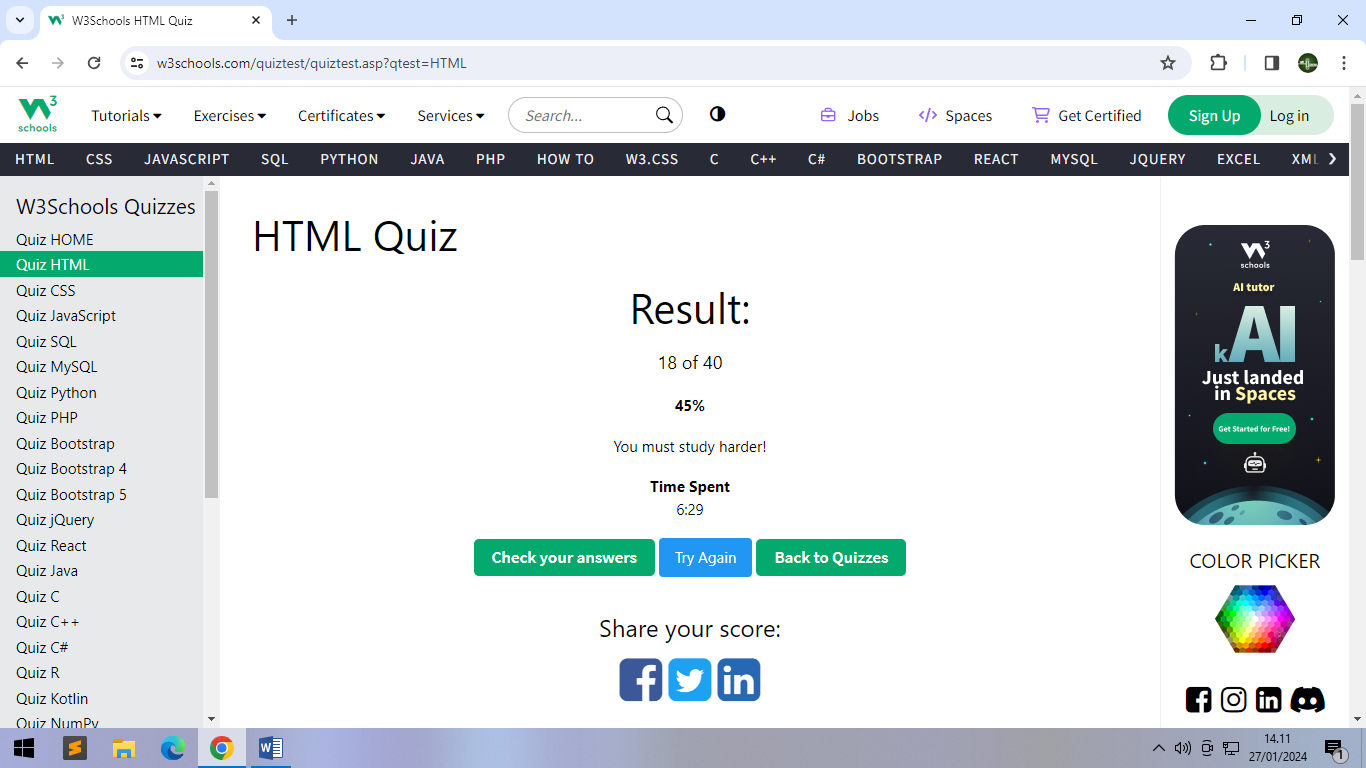 W3Schools HTML Quiz
w3schools.com/quiztest/quiztest.asp?qtest=HTML
3
schools
Tutorials Exercises Certificates Services Search... Jobs Spaces Get Certified Sign Up Log in
HTML CSS JAVASCRIPT SQL PYTHON JAVA PHP HOW TO W3.CSS C C++ C# BOOTSTRAP REACT MYSQL JQUERY EXCEL XML
W3Schools Quizzes
Quiz HOME
Quiz HTML
Quiz CSS
Quiz JavaScript
Quiz SQL
Quiz MySQL
Quiz Python
Quiz PHP
Quiz Bootstrap
Quiz Bootstrap 4
Quiz Bootstrap 5
Quiz jQuery
Quiz React
Quiz Java
Quiz C
Quiz C++
Quiz C#
Quiz R
Quiz Kotlin
Quiz NumPy
HTML Quiz
Result:
18 of 40
45%
You must study harder!
Time Spent
6:29
Check your answers Try Again Back to Quizzes
Share your score:
3
schools
AI tutor
kAI
Just landed
in Spaces
Get Started for Free!
COLOR PICKER
14.11
27/01/2024
1